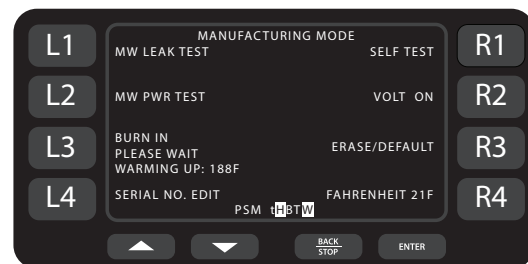 MANUFACTURING MODE
L1 MW LEAK TEST SELF TEST R1
L2 MW PWR TEST VOLT ON R2
L3 BURN IN
PLEASE WAIT ERASE/DEFAULT R3
WARMING UP: 188F
L4 SERIAL NO. EDIT FAHRENHEIT 21F R4
PSM tHBTW
BACK
STOP
ENTER